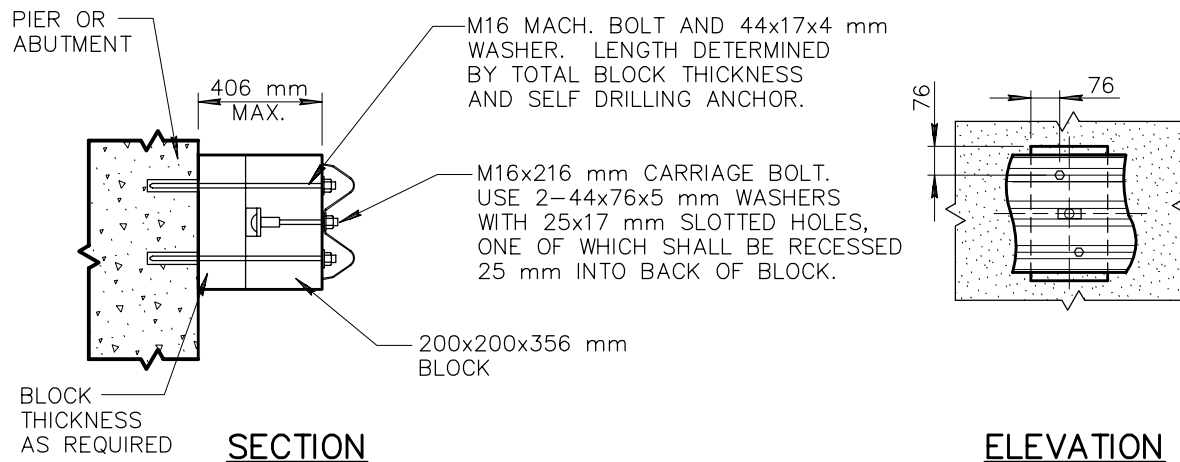 PIER OR
ABUTMENT
406 mm
MAX.
M16 MACH. BOLT AND 44x17x4 mm
WASHER. LENGTH DETERMINED
BY TOTAL BLOCK THICKNESS
AND SELF DRILLING ANCHOR.
M16x216 mm CARRIAGE BOLT.
USE 2-44x76x5 mm WASHERS
WITH 25x17 mm SLOTTED HOLES,
ONE OF WHICH SHALL BE RECESSED
25 mm INTO BACK OF BLOCK.
200x200x356 mm
BLOCK
BLOCK
THICKNESS
AS REQUIRED
SECTION
76
76
ELEVATION